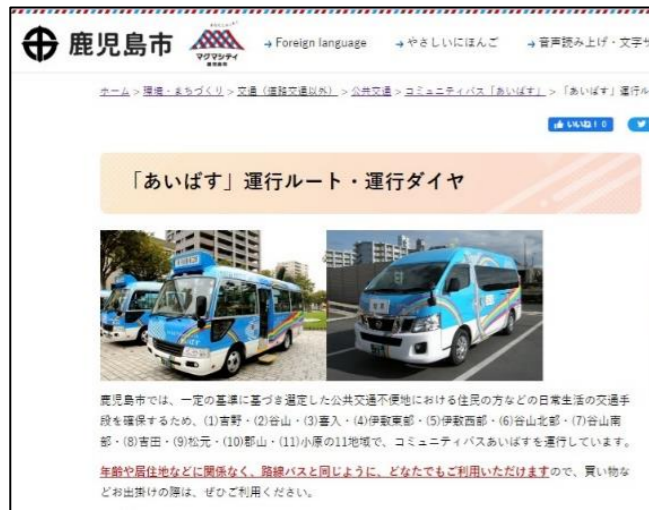 鹿児島市
マグマシティ
→ Foreign language
→ やさしいにほんご
→ 音声読み上げ・文字サ
ホーム > 環境・まちづくり > 交通（道路交通以外） > 公共交通 > コミュニティバス「あいばす」 > 「あいばす」運行ル
いいね！ 0
「あいばす」運行ルート・運行ダイヤ
鹿児島市では、一定の基準に基づき選定した公共交通不便地における住民の方などの日常生活の交通手
段を確保するため、(1)吉野・(2)谷山・(3)喜入・(4)伊敷東部・(5)伊敷西部・(6)谷山北部・(7)谷山南
部・(8)吉田・(9)松元・(10)郡山・(11)小原の11地域で、コミュニティバスあいばすを運行しています。
年齢や居住地などに関係なく、路線バスと同じように、どなたでもご利用いただけますので、買い物な
どお出掛けの際は、ぜひご利用ください。